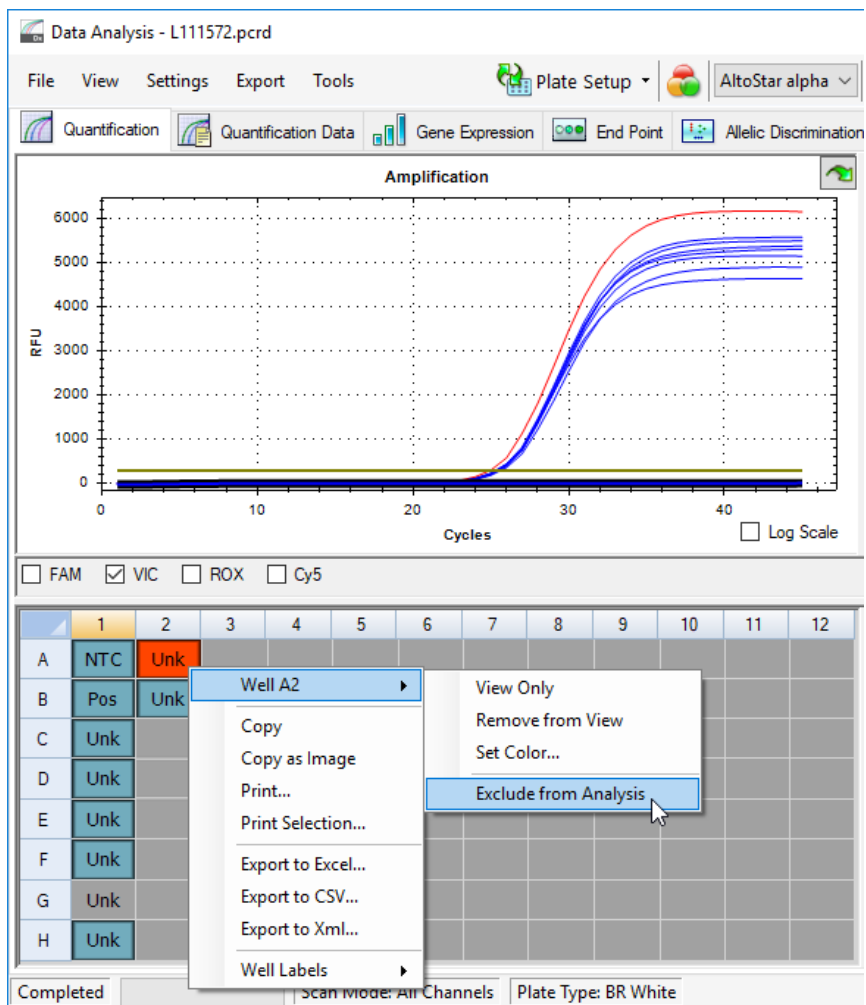 Data Analysis - L111572.pcrd
File View Settings Export Tools Plate Setup AltoStar alpha
Quantification Quantification Data Gene Expression End Point Allelic Discrimination
Amplification
6000
5000
4000
3000
2000
1000
0
RFU
0 10 20 30 40
Cycles
Log Scale
FAM VIC ROX Cy5
1 2 3 4 5 6 7 8 9 10 11 12
A NTC Unk
B Pos Unk
C Unk
D Unk
E Unk
F Unk
G Unk
H Unk
Well A2
Copy
Copy as Image
Print...
Print Selection...
Export to Excel...
Export to CSV...
Export to Xml...
Well Labels
View Only
Remove from View
Set Color...
Exclude from Analysis
Completed Scan Mode: All Channels Plate Type: BR White